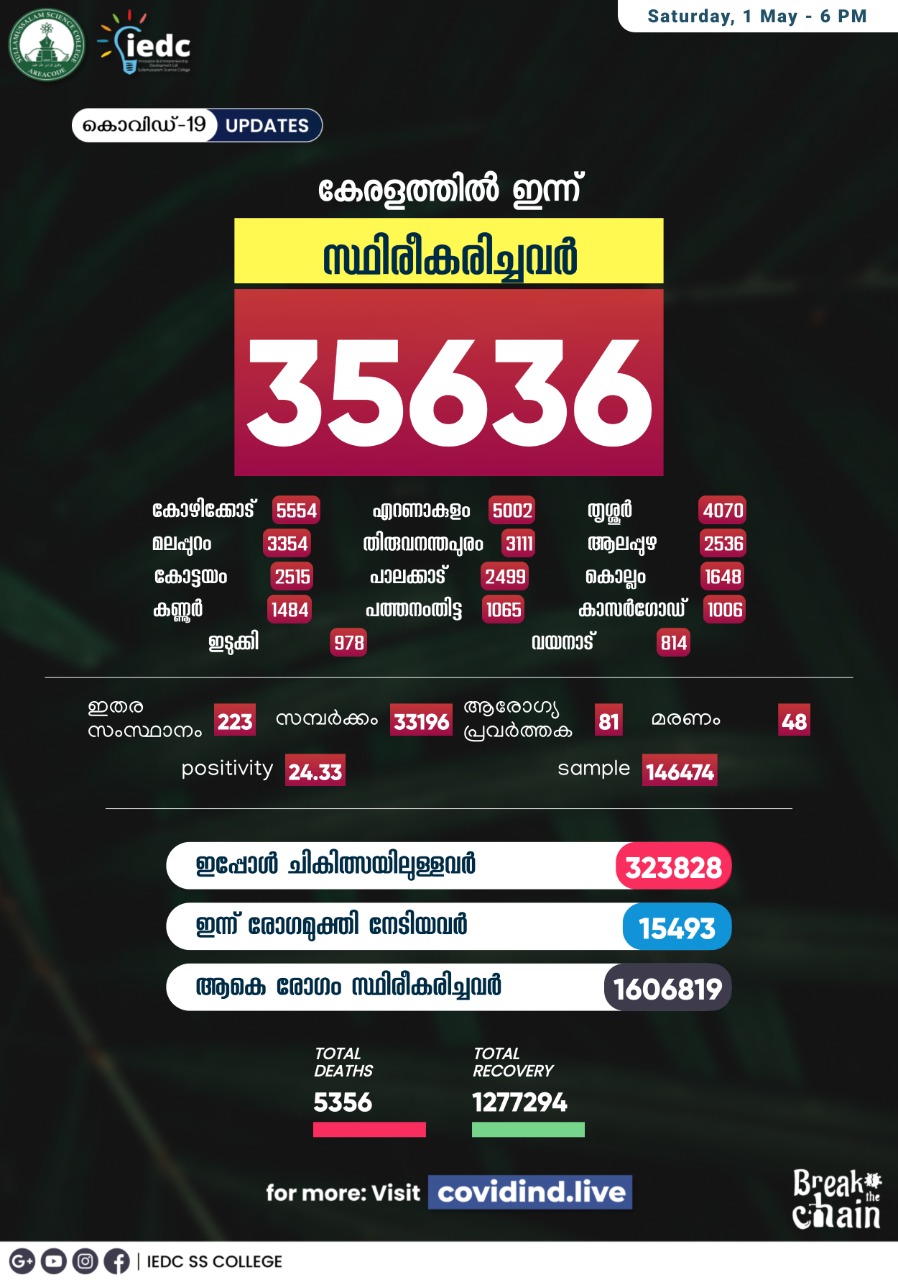 Saturday, 1 May - 6 PM
SULLAMUSSALAM SCIENCE COLLEGE
AREACODE
iedc
കൊവിഡ്-19 UPDATES
കേരളത്തിൽ ഇന്ന്
സ്ഥിരീകരിച്ചവർ
35636
കോഴിക്കോട് 5554 എറണാകുളം 5002 തൃശ്ശൂർ 4070
മലപ്പുറം 3354 തിരുവനന്തപുരം 3111 ആലപ്പുഴ 2536
കോട്ടയം 2515 പാലക്കാട് 2499 കൊല്ലം 1648
കണ്ണൂർ 1484 പത്തനംതിട്ട 1065 കാസർഗോഡ് 1006
ഇടുക്കി 978 വയനാട് 814
ഇതര
സംസ്ഥാനം 223 സമ്പർക്കം 33196 ആരോഗ്യ
പ്രവർത്തക 81 മരണം 48
positivity 24.33 sample 146474
ഇപ്പോൾ ചികിത്സയിലുള്ളവർ 323828
ഇന്ന് രോഗമുക്തി നേടിയവർ 15493
ആകെ രോഗം സ്ഥിരീകരിച്ചവർ 1606819
TOTAL
DEATHS
5356
TOTAL
RECOVERY
1277294
for more: Visit covidind.live
Break
the
chain
IEDC SS COLLEGE